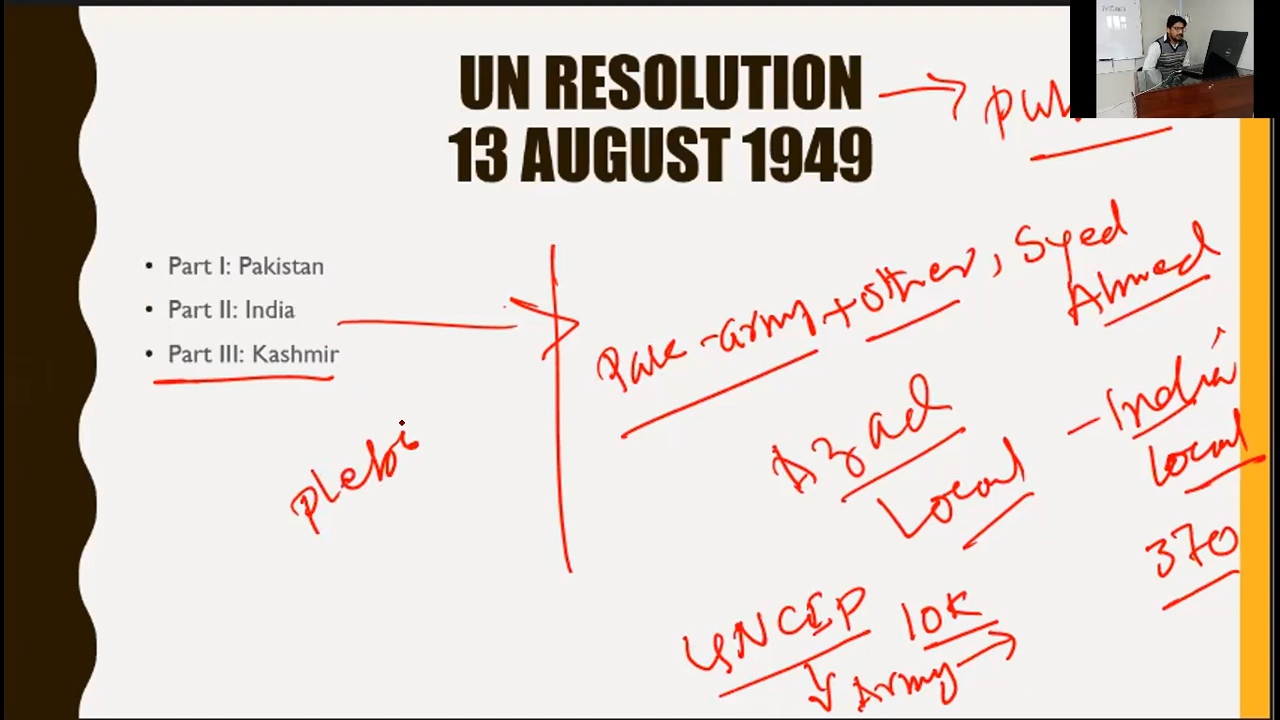 UN RESOLUTION
13 AUGUST 1949
• Part I: Pakistan
• Part II: India
• Part III: Kashmir
Pak-army + other, Syed
Ahmed
Azad
Local
- India
local
370
plebi
UNCIP 10K
Army